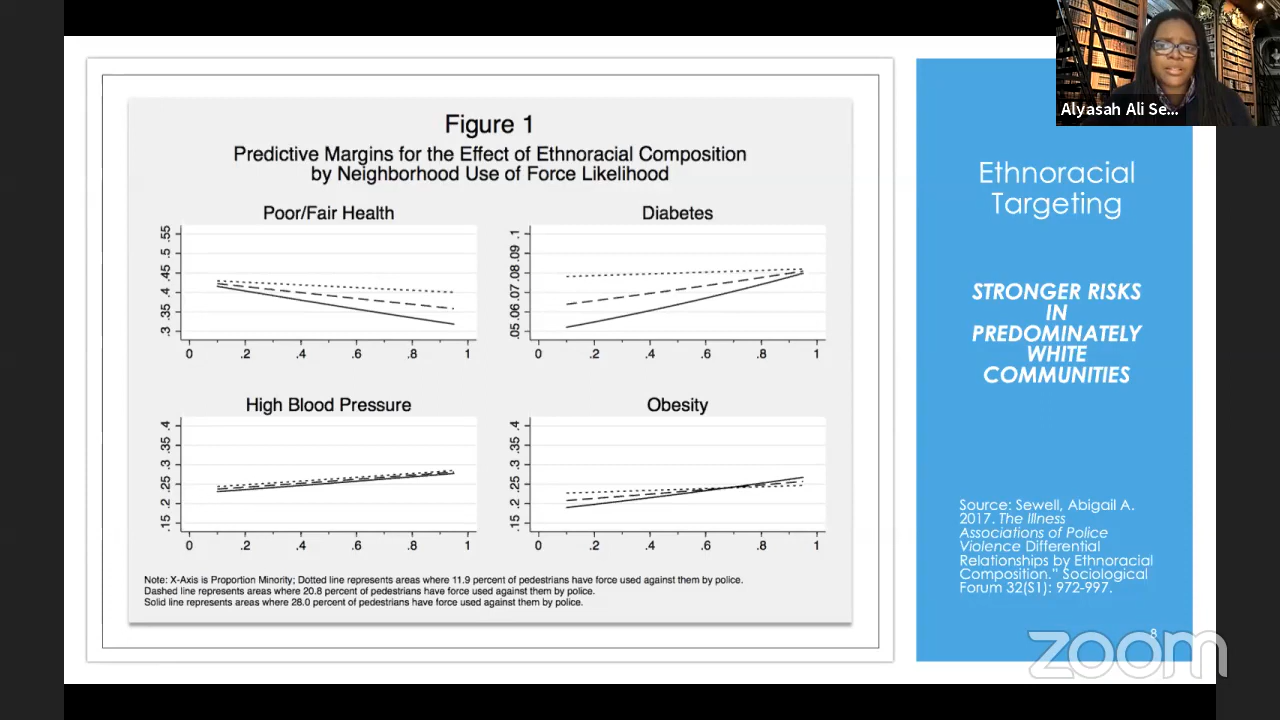 Figure 1
Predictive Margins for the Effect of Ethnoracial Composition
by Neighborhood Use of Force Likelihood
Poor/Fair Health
.3 .35 .4 .45 .5 .55
0 .2 .4 .6 .8 1
Diabetes
.05 .06 .07 .08 .09 .1
0 .2 .4 .6 .8 1
High Blood Pressure
.15 .2 .25 .3 .35 .4
0 .2 .4 .6 .8 1
Obesity
.15 .2 .25 .3 .35 .4
0 .2 .4 .6 .8 1
Note: X-Axis is Proportion Minority; Dotted line represents areas where 11.9 percent of pedestrians have force used against them by police.
Dashed line represents areas where 20.8 percent of pedestrians have force used against them by police.
Solid line represents areas where 28.0 percent of pedestrians have force used against them by police.
Alyasah Ali Se...
Ethnoracial
Targeting
STRONGER RISKS
IN
PREDOMINATELY
WHITE
COMMUNITIES
Source: Sewell, Abigail A.
2017. The Illness
Associations of Police
Violence Differential
Relationships by Ethnoracial
Composition.” Sociological
Forum 32(S1): 972-997.
8
zoom